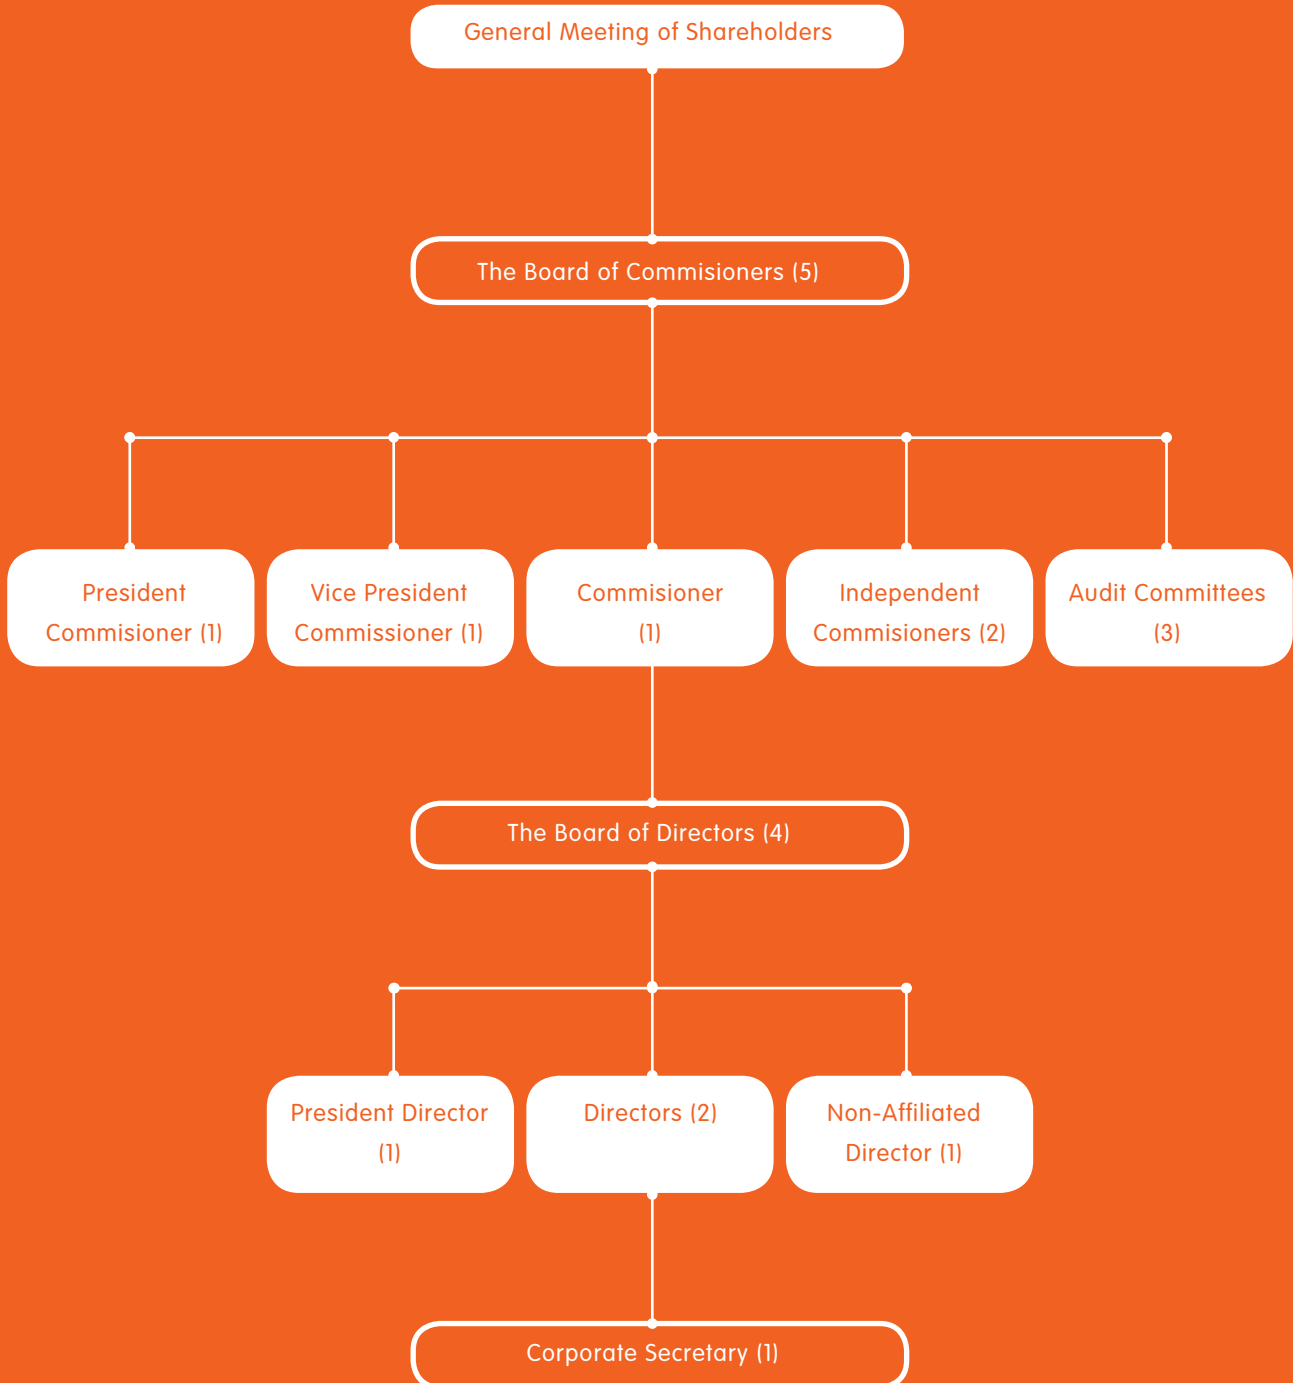 General Meeting of Shareholders
The Board of Commisioners (5)
President
Commisioner (1)
Vice President
Commissioner (1)
Commisioner
(1)
Independent
Commisioners (2)
Audit Committees
(3)
The Board of Directors (4)
President Director
(1)
Directors (2)
Non-Affiliated
Director (1)
Corporate Secretary (1)